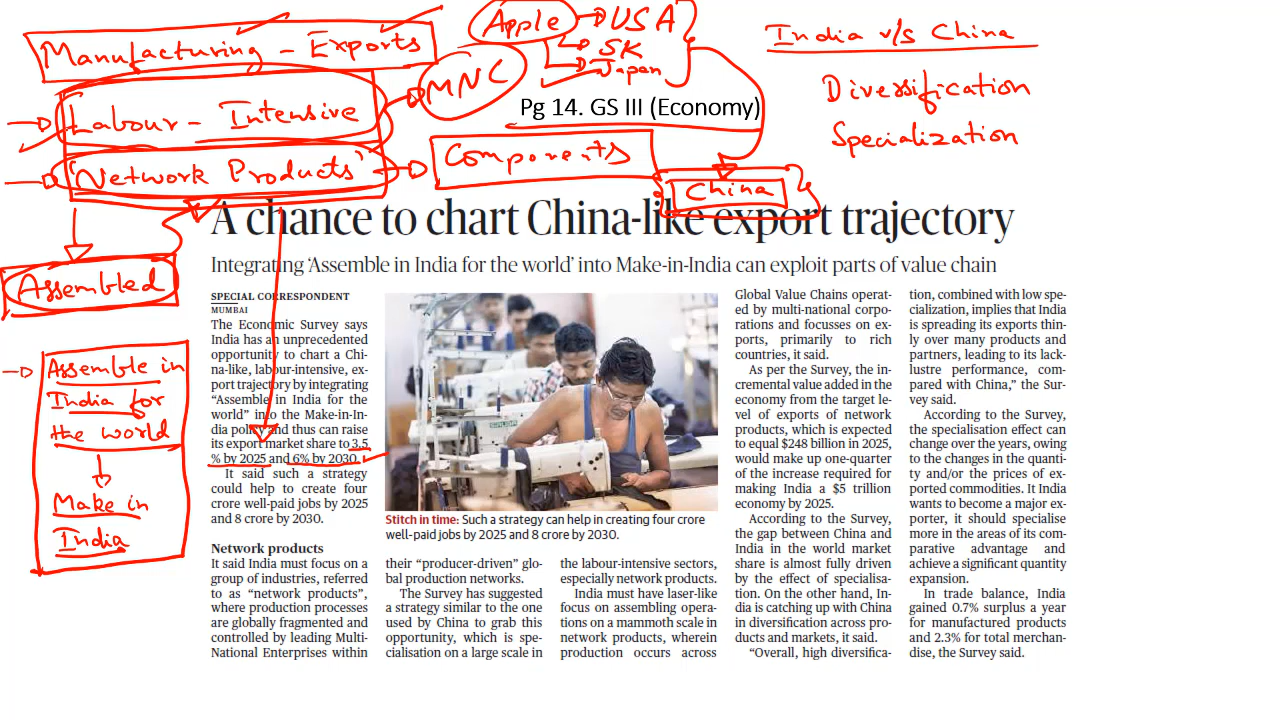 Manufacturing - Exports
Labour - Intensive
"Network Products"
Assembled
Assemble in
India for
the world
Make in
India
MNC
Apple
USA
SK
Japan
Pg 14. GS III (Economy)
Components
China
India v/s China
Diversification
Specialization
A chance to chart China-like export trajectory
Integrating ‘Assemble in India for the world’ into Make-in-India can exploit parts of value chain
SPECIAL CORRESPONDENT
MUMBAI
The Economic Survey says
India has an unprecedented
opportunity to chart a Chi-
na-like, labour-intensive, ex-
port trajectory by integrating
“Assemble in India for the
world” into the Make-in-In-
dia policy and thus can raise
its export market share to 3.5
% by 2025 and 6% by 2030.
It said such a strategy
could help to create four
crore well-paid jobs by 2025
and 8 crore by 2030.
Network products
It said India must focus on a
group of industries, referred
to as “network products”,
where production processes
are globally fragmented and
controlled by leading Multi-
National Enterprises within
Stitch in time: Such a strategy can help in creating four crore
well-paid jobs by 2025 and 8 crore by 2030.
their “producer-driven” glo-
bal production networks.
The Survey has suggested
a strategy similar to the one
used by China to grab this
opportunity, which is spe-
cialisation on a large scale in
the labour-intensive sectors,
especially network products.
India must have laser-like
focus on assembling opera-
tions on a mammoth scale in
network products, wherein
production occurs across
Global Value Chains operat-
ed by multi-national corpo-
rations and focusses on ex-
ports, primarily to rich
countries, it said.
As per the Survey, the in-
cremental value added in the
economy from the target le-
vel of exports of network
products, which is expected
to equal $248 billion in 2025,
would make up one-quarter
of the increase required for
making India a $5 trillion
economy by 2025.
According to the Survey,
the gap between China and
India in the world market
share is almost fully driven
by the effect of specialisa-
tion. On the other hand, In-
dia is catching up with China
in diversification across pro-
ducts and markets, it said.
“Overall, high diversifica-
tion, combined with low spe-
cialization, implies that India
is spreading its exports thin-
ly over many products and
partners, leading to its lack-
lustre performance, com-
pared with China,” the Sur-
vey said.
According to the Survey,
the specialisation effect can
change over the years, owing
to the changes in the quanti-
ty and/or the prices of ex-
ported commodities. It India
wants to become a major ex-
porter, it should specialise
more in the areas of its com-
parative advantage and
achieve a significant quantity
expansion.
In trade balance, India
gained 0.7% surplus a year
for manufactured products
and 2.3% for total merchan-
dise, the Survey said.